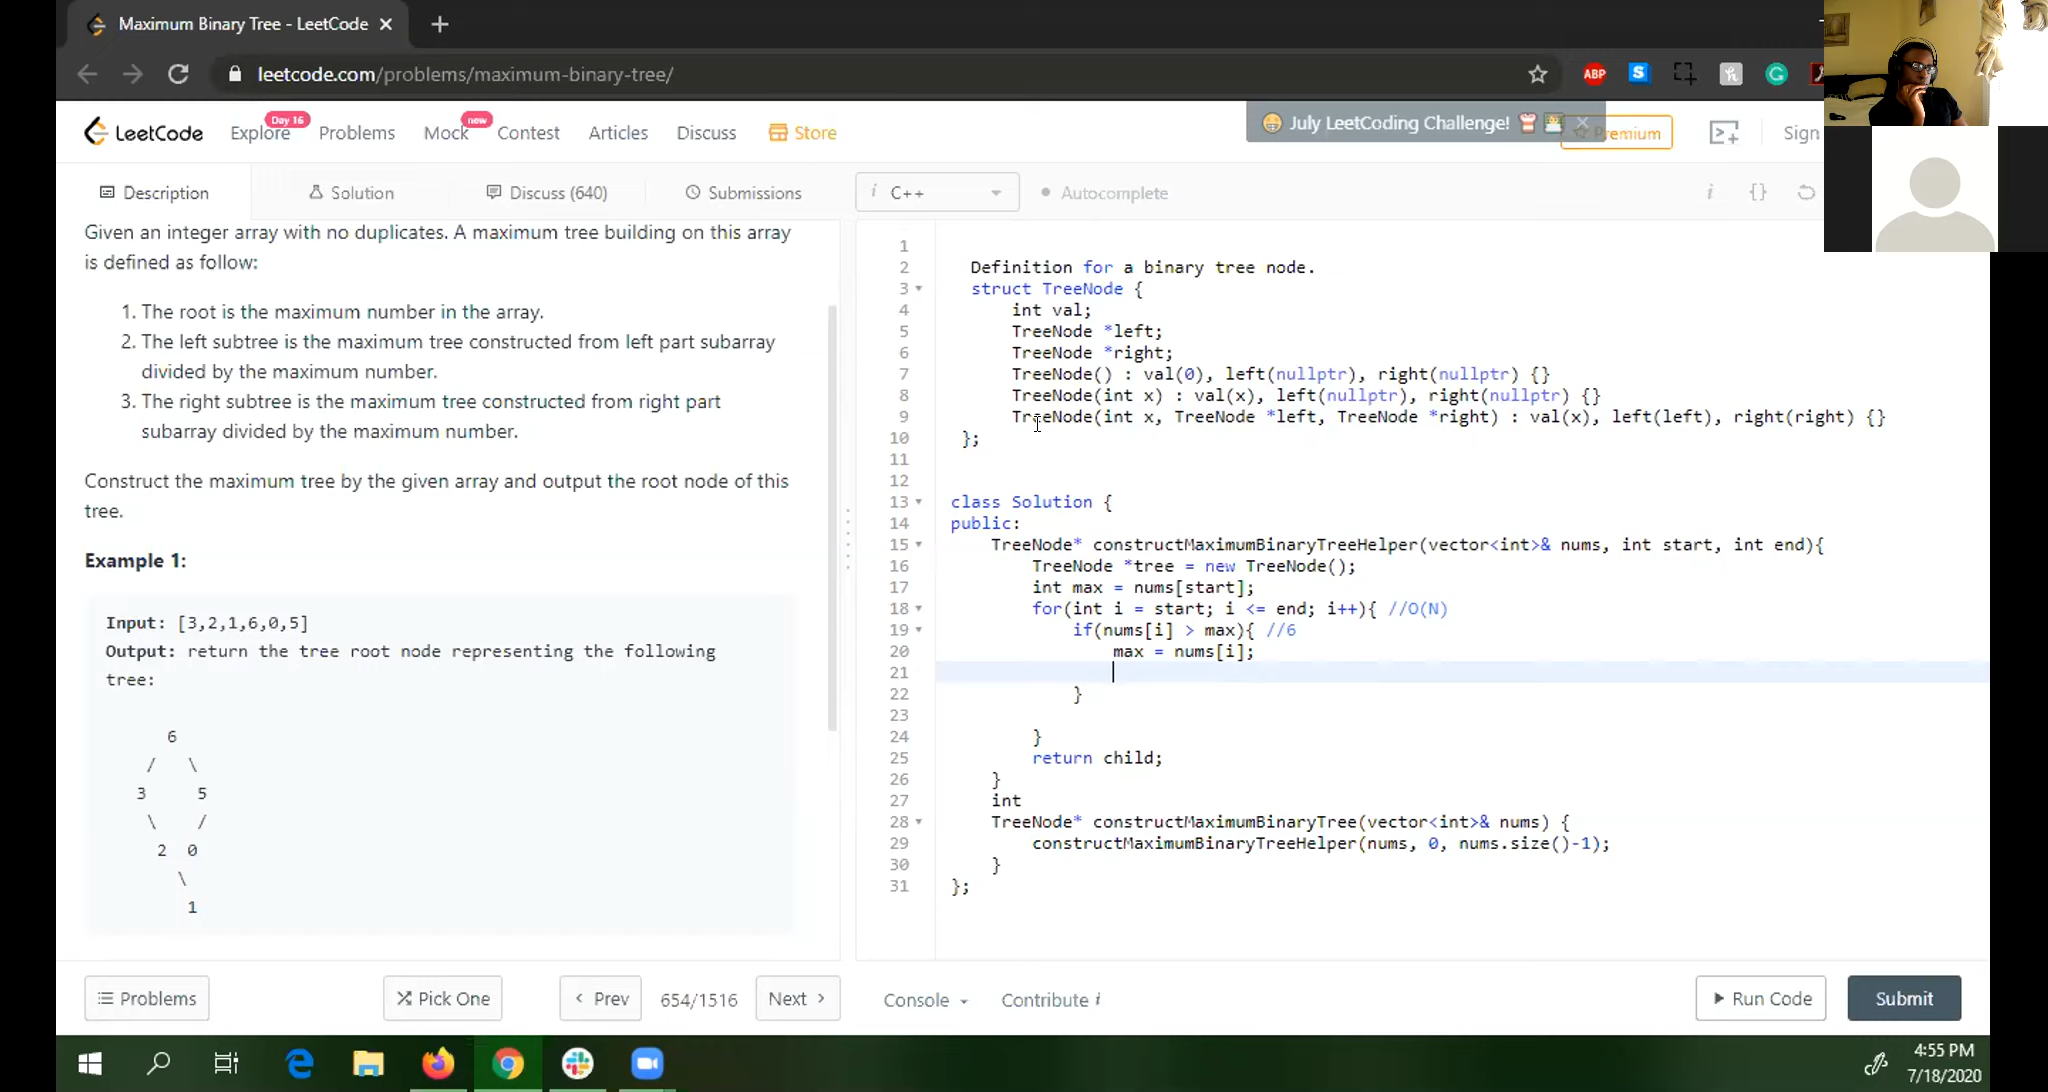 Maximum Binary Tree - LeetCode
leetcode.com/problems/maximum-binary-tree/
ABP
S
LeetCode
Explore
Day 16
Problems
Mock
new
Contest
Articles
Discuss
Store
July LeetCoding Challenge!
Premium
Sign
Description
Solution
Discuss (640)
Submissions
i C++
Autocomplete
i {}
Given an integer array with no duplicates. A maximum tree building on this array
is defined as follow:
1. The root is the maximum number in the array.
2. The left subtree is the maximum tree constructed from left part subarray
divided by the maximum number.
3. The right subtree is the maximum tree constructed from right part
subarray divided by the maximum number.
Construct the maximum tree by the given array and output the root node of this
tree.
Example 1:
Input: [3,2,1,6,0,5]
Output: return the tree root node representing the following
tree:
6
/ \
3 5
\ /
2 0
\
1
1
2 Definition for a binary tree node.
3 struct TreeNode {
4 int val;
5 TreeNode *left;
6 TreeNode *right;
7 TreeNode() : val(0), left(nullptr), right(nullptr) {}
8 TreeNode(int x) : val(x), left(nullptr), right(nullptr) {}
9 TreeNode(int x, TreeNode *left, TreeNode *right) : val(x), left(left), right(right) {}
10 };
11
12
13 class Solution {
14 public:
15 TreeNode* constructMaximumBinaryTreeHelper(vector<int>& nums, int start, int end){
16 TreeNode *tree = new TreeNode();
17 int max = nums[start];
18 for(int i = start; i <= end; i++){ //O(N)
19 if(nums[i] > max){ //6
20 max = nums[i];
21
22 }
23
24 }
25 return child;
26 }
27 int
28 TreeNode* constructMaximumBinaryTree(vector<int>& nums) {
29 constructMaximumBinaryTreeHelper(nums, 0, nums.size()-1);
30 }
31 };
Problems
Pick One
< Prev
654/1516
Next >
Console
Contribute i
Run Code
Submit
4:55 PM
7/18/2020